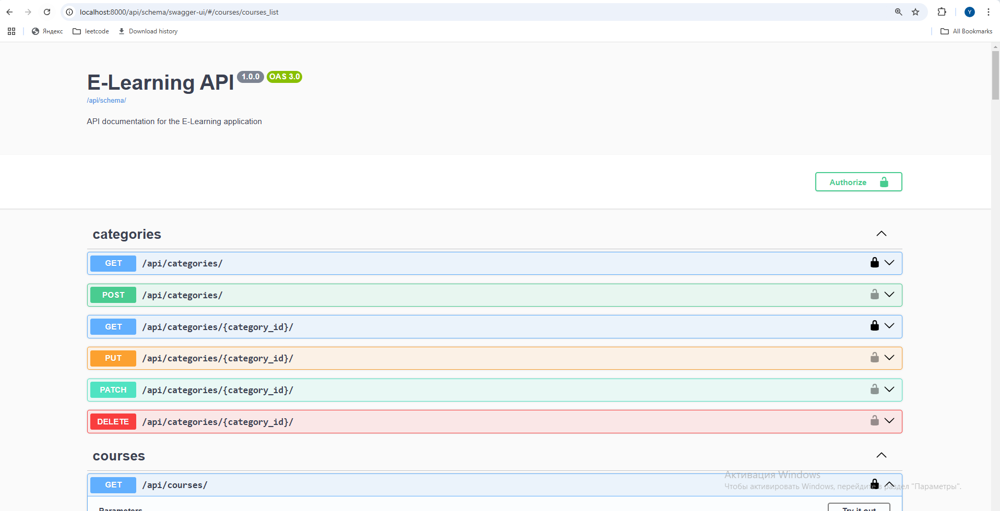 localhost:8000/api/schema/swagger-ui/#/courses/courses_list
Y
Яндекс
leetcode
Download history
All Bookmarks
E-Learning API 1.0.0 OAS 3.0
/api/schema/
API documentation for the E-Learning application
Authorize
categories
GET /api/categories/
POST /api/categories/
GET /api/categories/{category_id}/
PUT /api/categories/{category_id}/
PATCH /api/categories/{category_id}/
DELETE /api/categories/{category_id}/
courses
GET /api/courses/
Активация Windows
Чтобы активировать Windows, перейдите в раздел "Параметры".
Parameters
Try it out